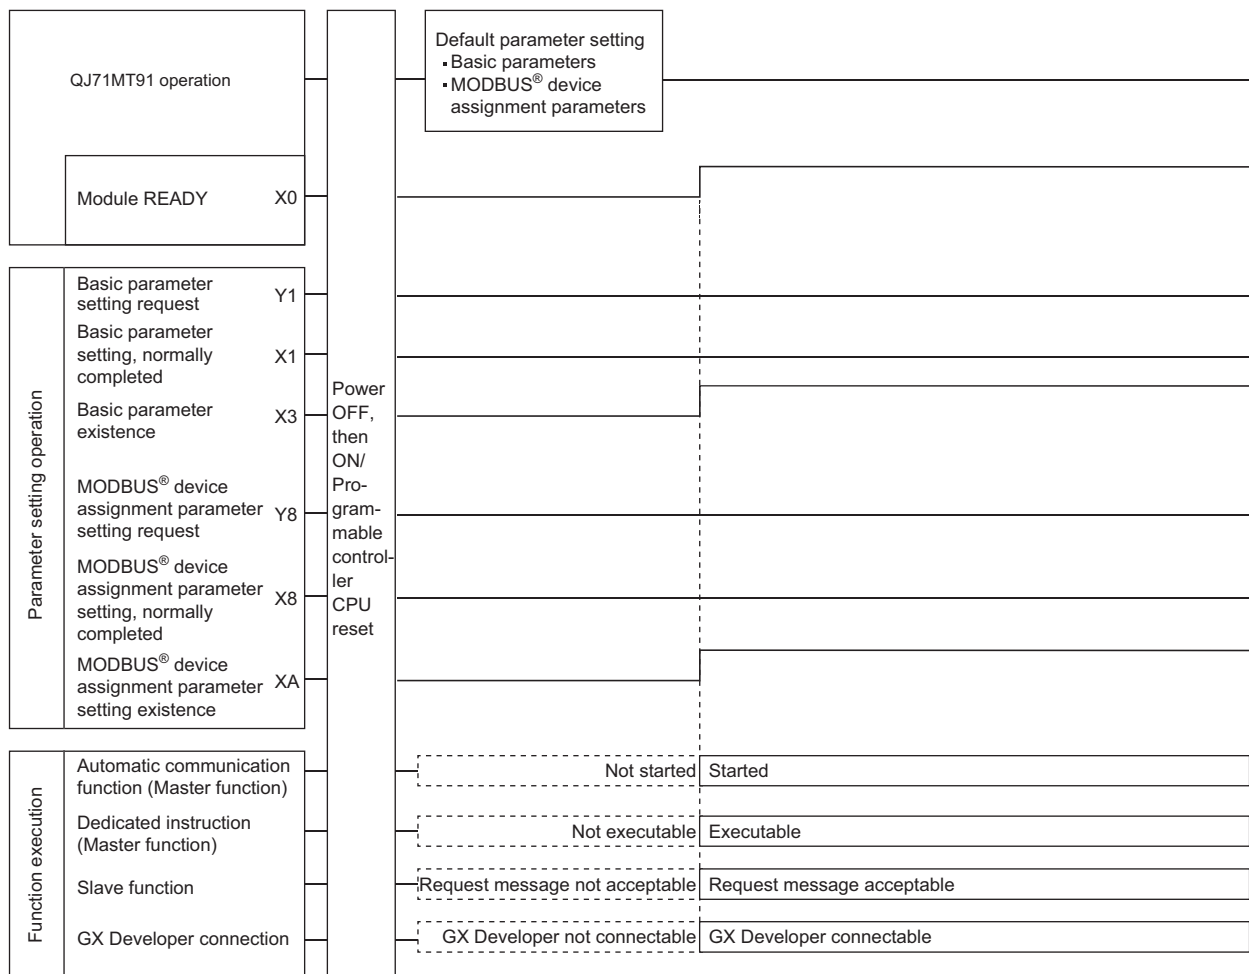 QJ71MT91 operation
Default parameter setting
▪ Basic parameters
▪ MODBUS® device
assignment parameters
Module READY X0
Parameter setting operation
Basic parameter
setting request Y1
Basic parameter
setting, normally X1
completed
Basic parameter
existence X3
MODBUS® device
assignment parameter Y8
setting request
MODBUS® device
assignment parameter
setting, normally X8
completed
MODBUS® device
assignment parameter XA
setting existence
Power
OFF,
then
ON/
Pro-
gram-
mable
control-
ler
CPU
reset
Function execution
Automatic communication
function (Master function)
Not started Started
Dedicated instruction
(Master function)
Not executable Executable
Slave function
Request message not acceptable Request message acceptable
GX Developer connection
GX Developer not connectable GX Developer connectable